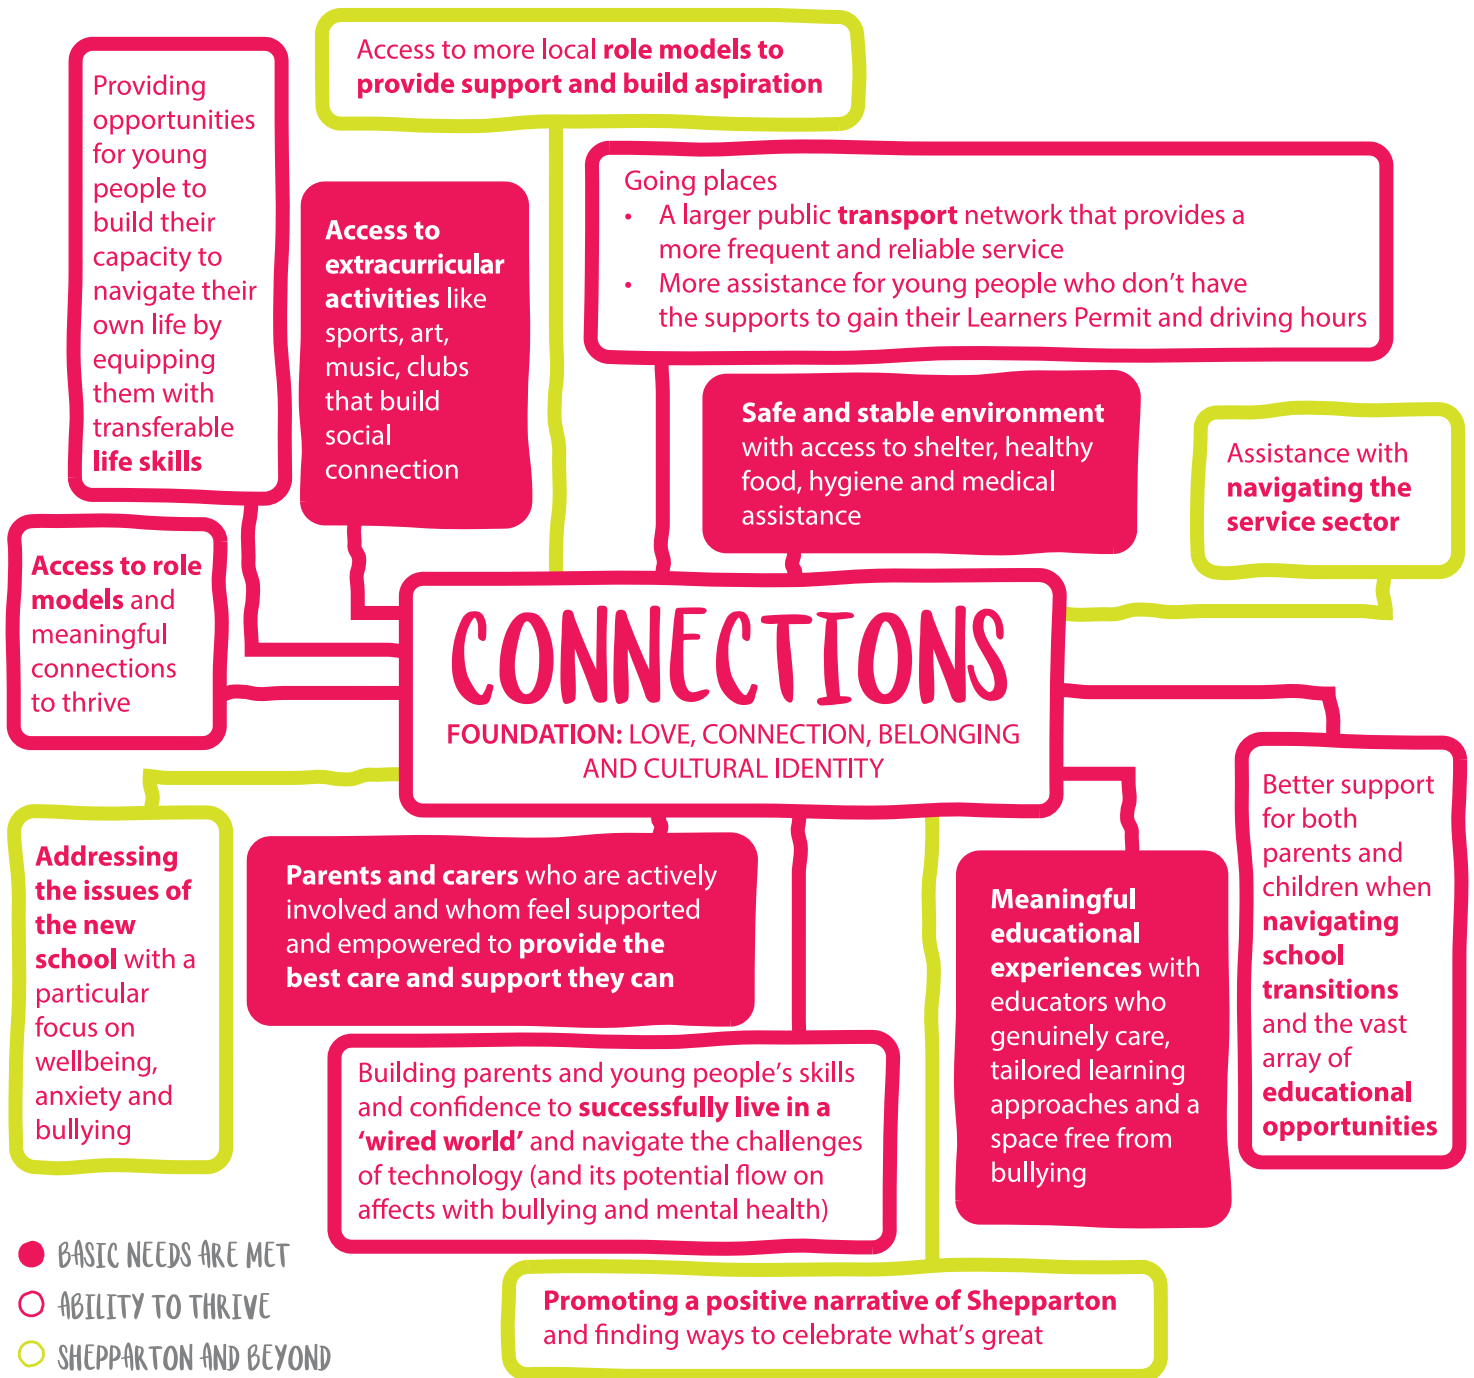 Access to more local role models to
provide support and build aspiration
Providing
opportunities
for young
people to
build their
capacity to
navigate their
own life by
equipping
them with
transferable
life skills
Access to
extracurricular
activities like
sports, art,
music, clubs
that build
social
connection
Going places
• A larger public transport network that provides a
more frequent and reliable service
• More assistance for young people who don’t have
the supports to gain their Learners Permit and driving hours
Safe and stable environment
with access to shelter, healthy
food, hygiene and medical
assistance
Assistance with
navigating the
service sector
Access to role
models and
meaningful
connections
to thrive
CONNECTIONS
FOUNDATION: LOVE, CONNECTION, BELONGING
AND CULTURAL IDENTITY
Addressing
the issues of
the new
school with a
particular
focus on
wellbeing,
anxiety and
bullying
Parents and carers who are actively
involved and whom feel supported
and empowered to provide the
best care and support they can
Meaningful
educational
experiences with
educators who
genuinely care,
tailored learning
approaches and a
space free from
bullying
Better support
for both
parents and
children when
navigating
school
transitions
and the vast
array of
educational
opportunities
Building parents and young people’s skills
and confidence to successfully live in a
‘wired world’ and navigate the challenges
of technology (and its potential flow on
affects with bullying and mental health)
Promoting a positive narrative of Shepparton
and finding ways to celebrate what’s great
BASIC NEEDS ARE MET
ABILITY TO THRIVE
SHEPPARTON AND BEYOND